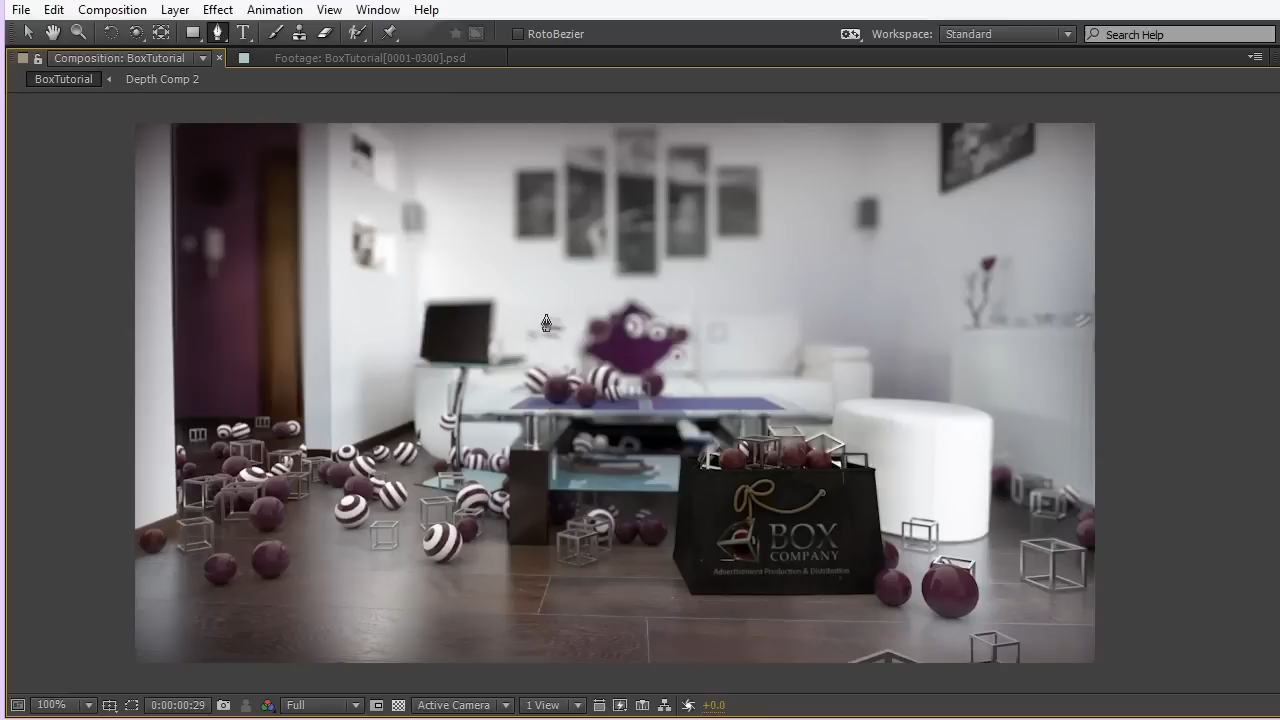 File Edit Composition Layer Effect Animation View Window Help
RotoBezier Workspace: Standard Search Help
Composition: BoxTutorial Footage: BoxTutorial[0001-0300].psd
BoxTutorial Depth Comp 2
BOX
COMPANY
Advertisement Production & Distribution
100% 0:00:00:29 Full Active Camera 1 View +0.0